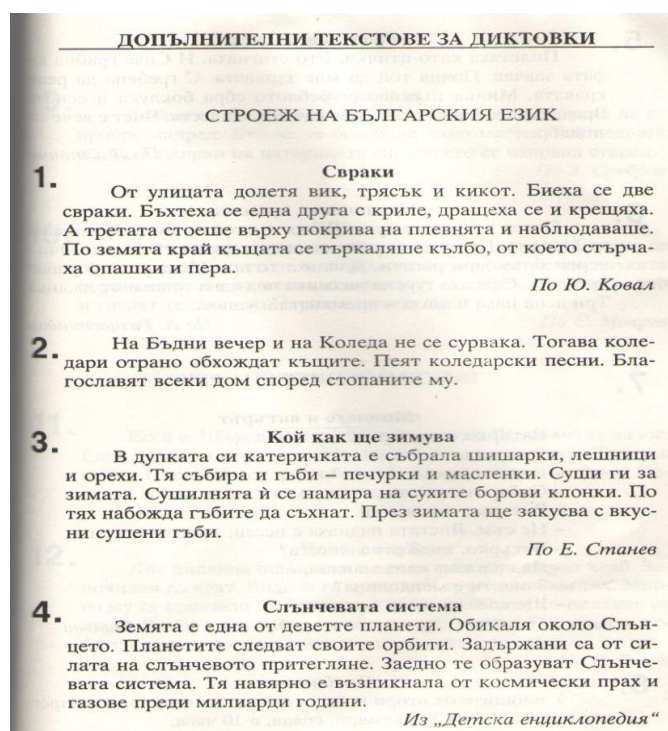 ДОПЪЛНИТЕЛНИ ТЕКСТОВЕ ЗА ДИКТОВКИ
СТРОЕЖ НА БЪЛГАРСКИЯ ЕЗИК
1. Свраки
От улицата долетя вик, трясък и кикот. Биеха се две
свраки. Бъхтеха се една друга с криле, дращеха се и крещяха.
А третата стоеше върху покрива на плевнята и наблюдаваше.
По земята край къщата се търкаляше кълбо, от което стърча-
ха опашки и пера.
По Ю. Ковал
2. На Бъдни вечер и на Коледа не се сурвака. Тогава коле-
дари отрано обхождат къщите. Пеят коледарски песни. Бла-
гославят всеки дом според стопаните му.
3. Кой как ще зимува
В дупката си катеричката е събрала шишарки, лешници
и орехи. Тя събира и гъби – печурки и масленки. Суши ги за
зимата. Сушилнята ѝ се намира на сухите борови клонки. По
тях набожда гъбите да съхнат. През зимата ще закусва с вкус-
ни сушени гъби.
По Е. Станев
4. Слънчевата система
Земята е една от деветте планети. Обикаля около Слън-
цето. Планетите следват своите орбити. Задържани са от си-
лата на слънчевото притегляне. Заедно те образуват Слънче-
вата система. Тя навярно е възникнала от космически прах и
газове преди милиарди години.
Из „Детска енциклопедия“